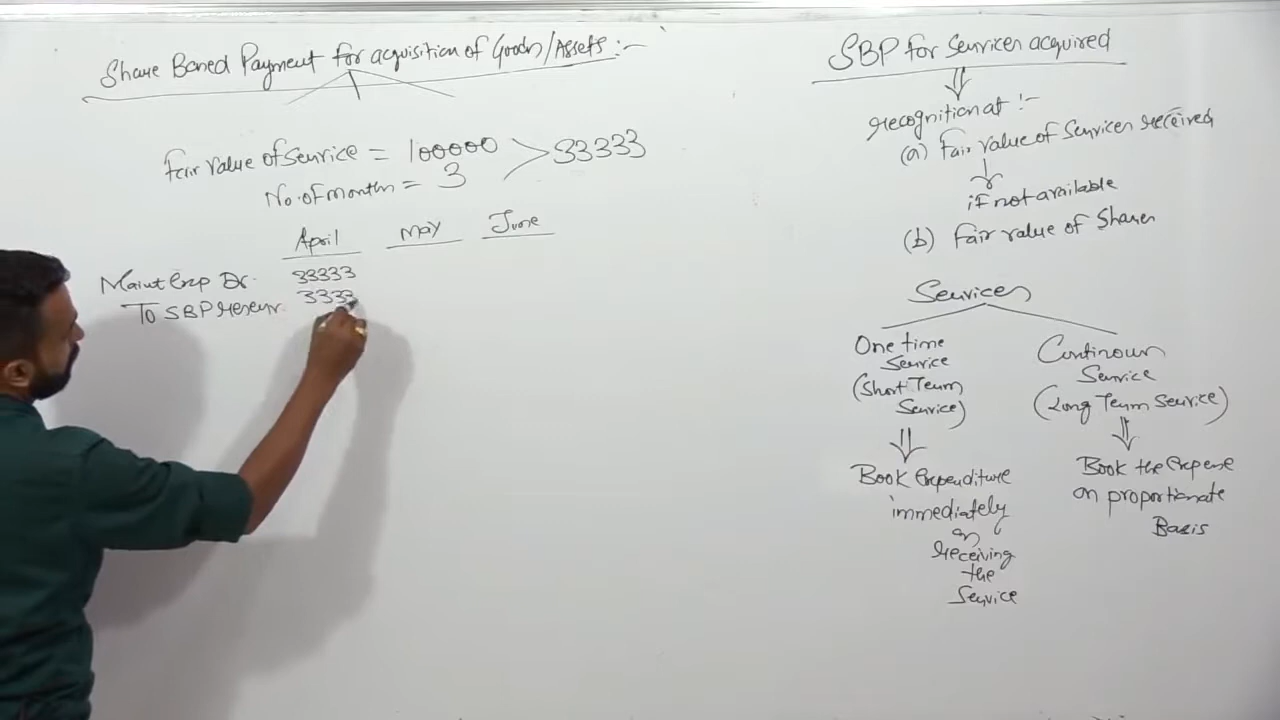 Share Based Payment for acquisition of Goods/Assets :-
Fair value of service = 100000
33333
No. of month = 3
April May June
Maint Exp Dr. 33333
To SBP reserve 3333
SBP for Services acquired
recognition at :-
(a) Fair value of Services received
if not available
(b) Fair value of Shares
Services
One time
Service
(Short Term
Service)
Book Expenditure
immediately
on
receiving
the
Service
Continous
Service
(Long Term Service)
Book the Expense
on proportionate
Basis